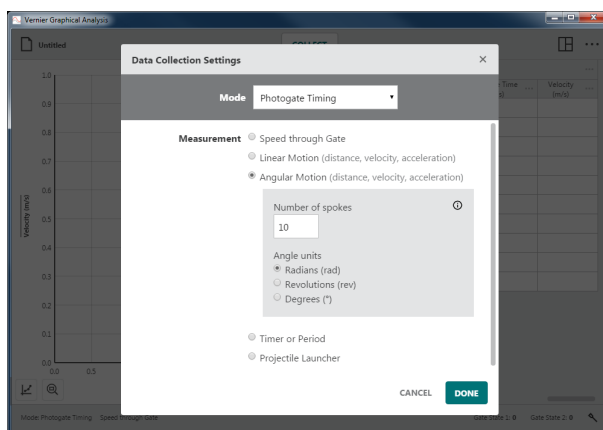 Vernier Graphical Analysis
Untitled
COLLECT
Data Collection Settings
×
Mode Photogate Timing
Measurement
Speed through Gate
Linear Motion (distance, velocity, acceleration)
Angular Motion (distance, velocity, acceleration)
Number of spokes
10
Angle units
Radians (rad)
Revolutions (rev)
Degrees (°)
Timer or Period
Projectile Launcher
CANCEL DONE
Time
Velocity
(m/s)
Velocity (m/s)
1.0
0.9
0.8
0.7
0.6
0.5
0.4
0.3
0.2
0.1
0.0
0.0 0.5
Mode: Photogate Timing Speed through Gate
Gate State 1: 0 Gate State 2: 0